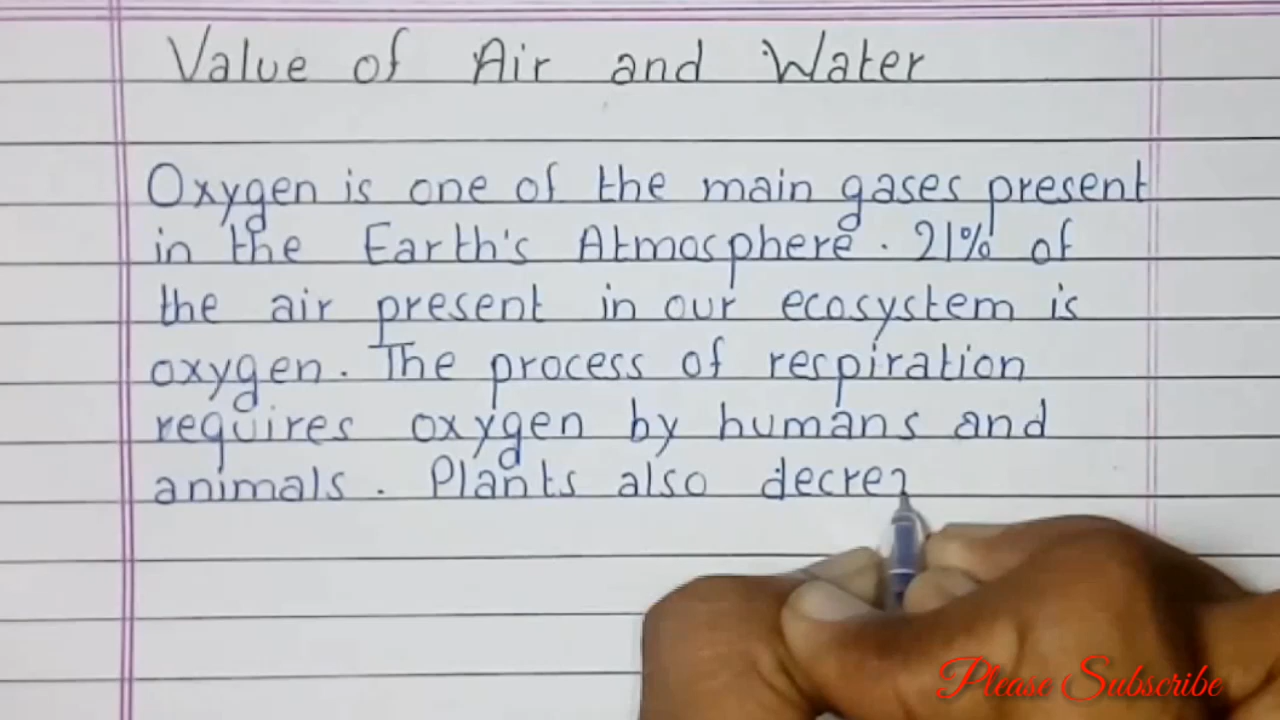 Value of Air and Water
Oxygen is one of the main gases present
in the Earth's Atmosphere. 21% of
the air present in our ecosystem is
oxygen. The process of respiration
requires oxygen by humans and
animals. Plants also decre
Please Subscribe